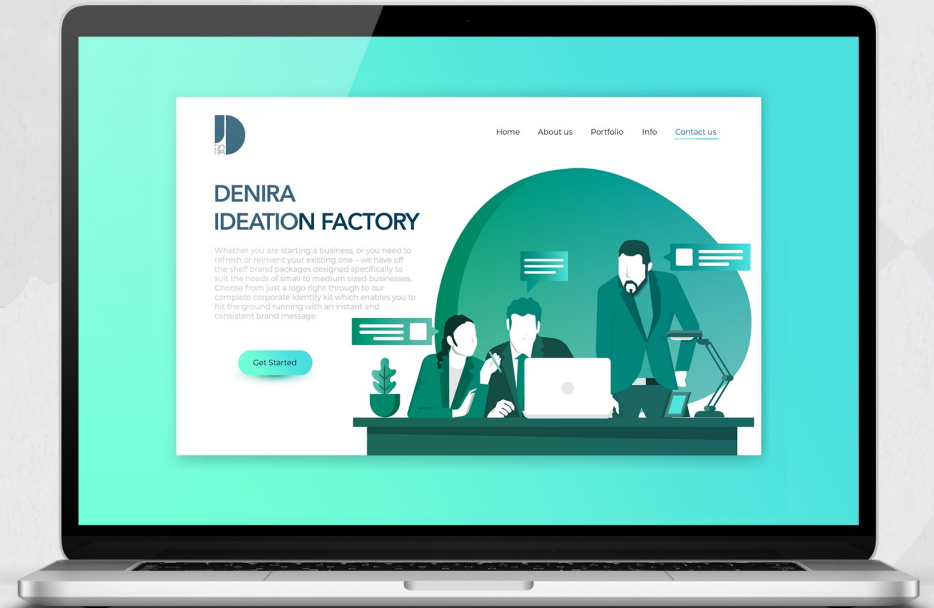 Home About us Portfolio Info Contact us
DENIRA
IDEATION FACTORY
Whether you are starting a business, or you need to
refresh or reinvent your existing one – we have off
the shelf brand packages designed specifically to
suit the needs of small to medium sized businesses.
Choose from just a logo right through to our
complete corporate identity kit which enables you to
hit the ground running with an instant and
consistent brand message.
Get Started